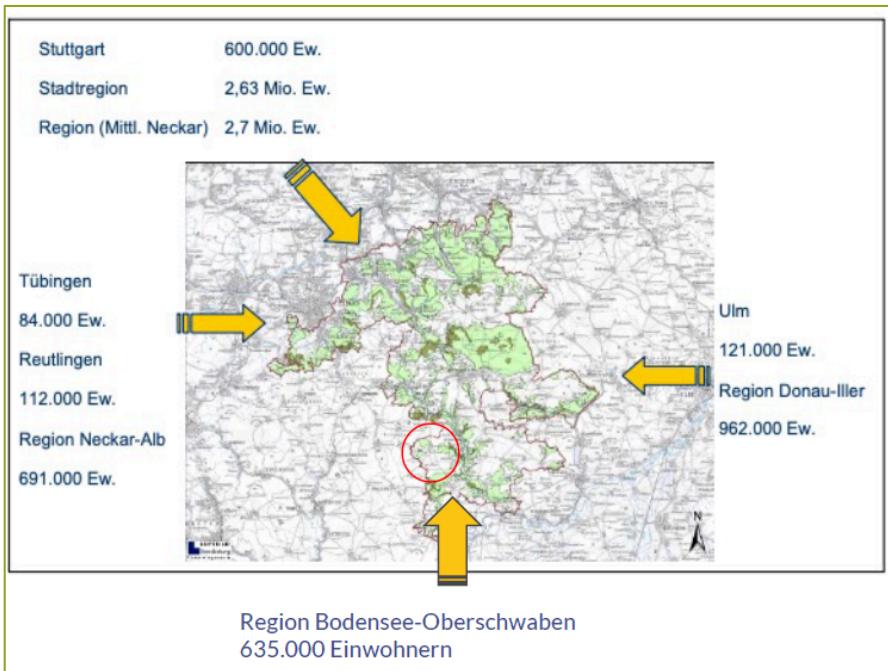 Stuttgart 600.000 Ew.
Stadtregion 2,63 Mio. Ew.
Region (Mittl. Neckar) 2,7 Mio. Ew.
Tübingen
84.000 Ew.
Reutlingen
112.000 Ew.
Region Neckar-Alb
691.000 Ew.
Ulm
121.000 Ew.
Region Donau-Iller
962.000 Ew.
N
Region Bodensee-Oberschwaben
635.000 Einwohnern